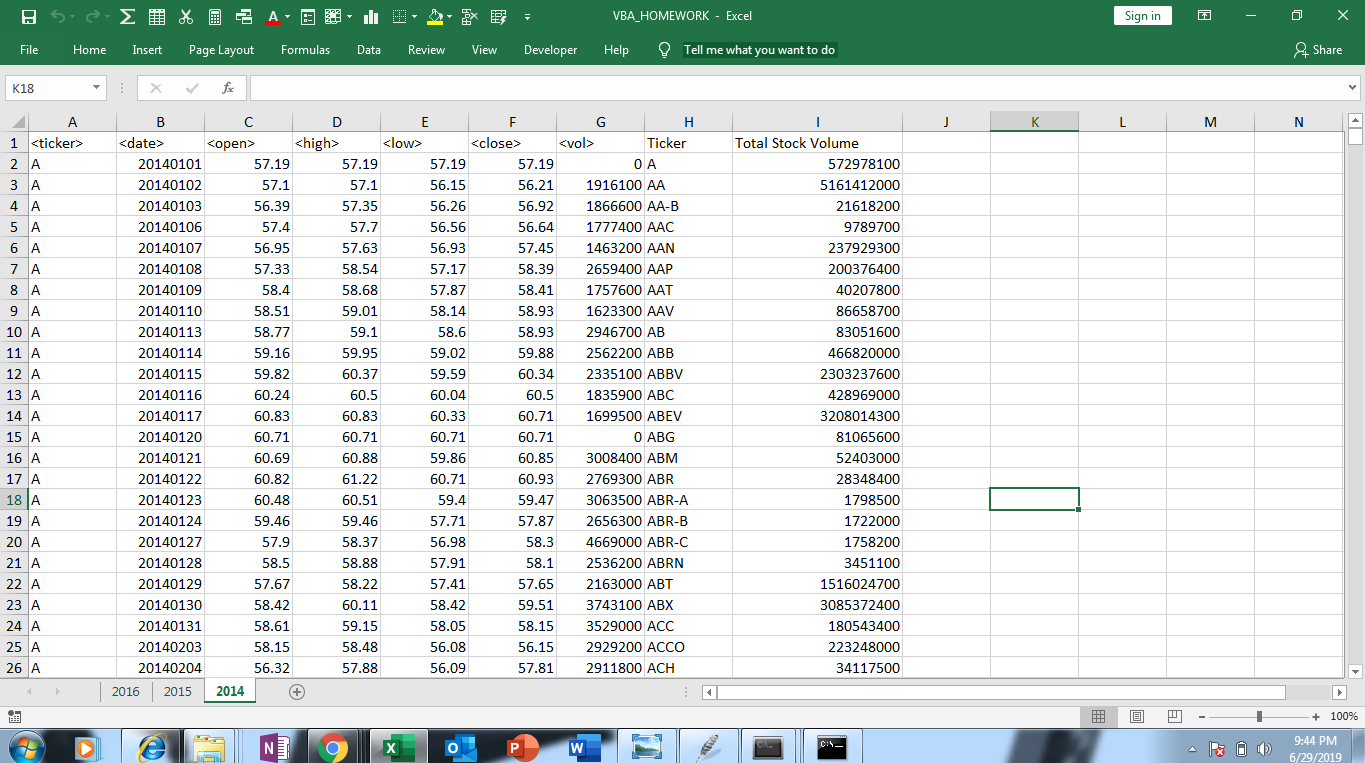 VBA_HOMEWORK - Excel
Sign in
File Home Insert Page Layout Formulas Data Review View Developer Help Tell me what you want to do Share
K18 fx
A B C D E F G H I J K L M N
1 <ticker> <date> <open> <high> <low> <close> <vol> Ticker Total Stock Volume
2 A 20140101 57.19 57.19 57.19 57.19 0 A 572978100
3 A 20140102 57.1 57.1 56.15 56.21 1916100 AA 5161412000
4 A 20140103 56.39 57.35 56.26 56.92 1866600 AA-B 21618200
5 A 20140106 57.4 57.7 56.56 56.64 1777400 AAC 9789700
6 A 20140107 56.95 57.63 56.93 57.45 1463200 AAN 237929300
7 A 20140108 57.33 58.54 57.17 58.39 2659400 AAP 200376400
8 A 20140109 58.4 58.68 57.87 58.41 1757600 AAT 40207800
9 A 20140110 58.51 59.01 58.14 58.93 1623300 AAV 86658700
10 A 20140113 58.77 59.1 58.6 58.93 2946700 AB 83051600
11 A 20140114 59.16 59.95 59.02 59.88 2562200 ABB 466820000
12 A 20140115 59.82 60.37 59.59 60.34 2335100 ABBV 2303237600
13 A 20140116 60.24 60.5 60.04 60.5 1835900 ABC 428969000
14 A 20140117 60.83 60.83 60.33 60.71 1699500 ABEV 3208014300
15 A 20140120 60.71 60.71 60.71 60.71 0 ABG 81065600
16 A 20140121 60.69 60.88 59.86 60.85 3008400 ABM 52403000
17 A 20140122 60.82 61.22 60.71 60.93 2769300 ABR 28348400
18 A 20140123 60.48 60.51 59.4 59.47 3063500 ABR-A 1798500
19 A 20140124 59.46 59.46 57.71 57.87 2656300 ABR-B 1722000
20 A 20140127 57.9 58.37 56.98 58.3 4669000 ABR-C 1758200
21 A 20140128 58.5 58.88 57.91 58.1 2536200 ABRN 3451100
22 A 20140129 57.67 58.22 57.41 57.65 2163000 ABT 1516024700
23 A 20140130 58.42 60.11 58.42 59.51 3743100 ABX 3085372400
24 A 20140131 58.61 59.15 58.05 58.15 3529000 ACC 180543400
25 A 20140203 58.15 58.48 56.08 56.15 2929200 ACCO 223248000
26 A 20140204 56.32 57.88 56.09 57.81 2911800 ACH 34117500
2016 2015 2014
100%
9:44 PM
6/29/2019